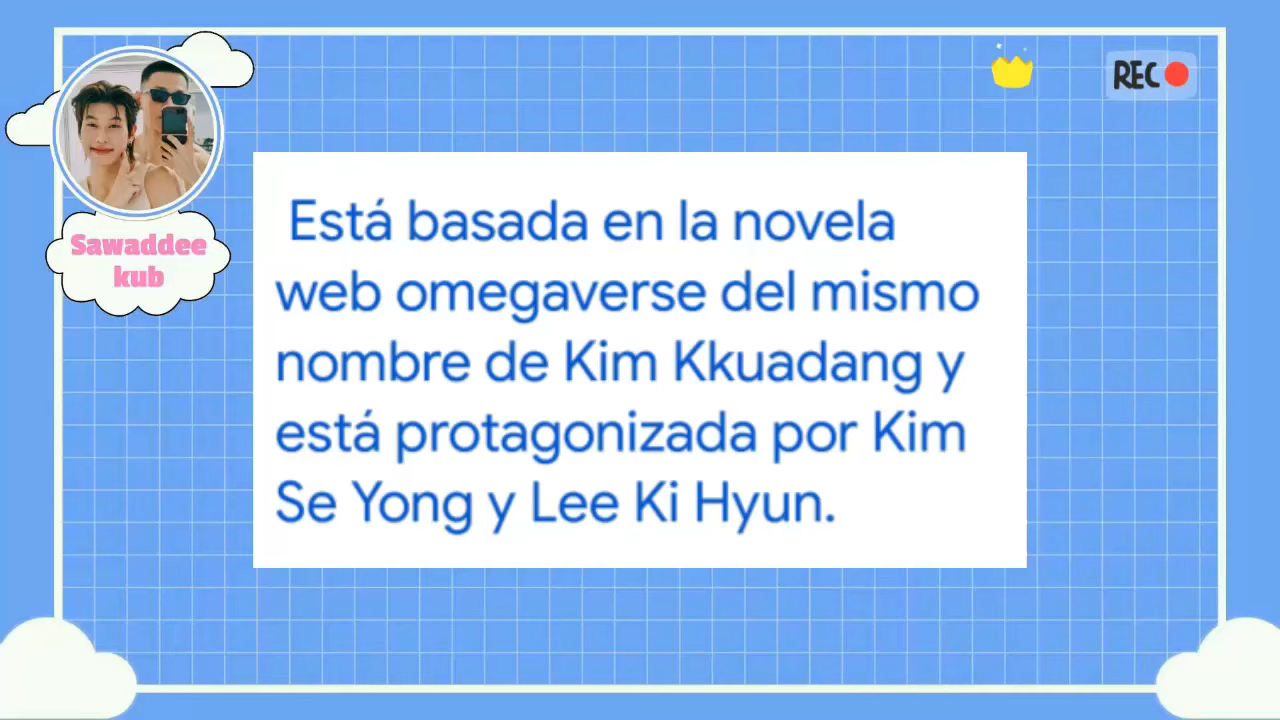 REC
Sawaddee
kub
Está basada en la novela
web omegaverse del mismo
nombre de Kim Kkuadang y
está protagonizada por Kim
Se Yong y Lee Ki Hyun.